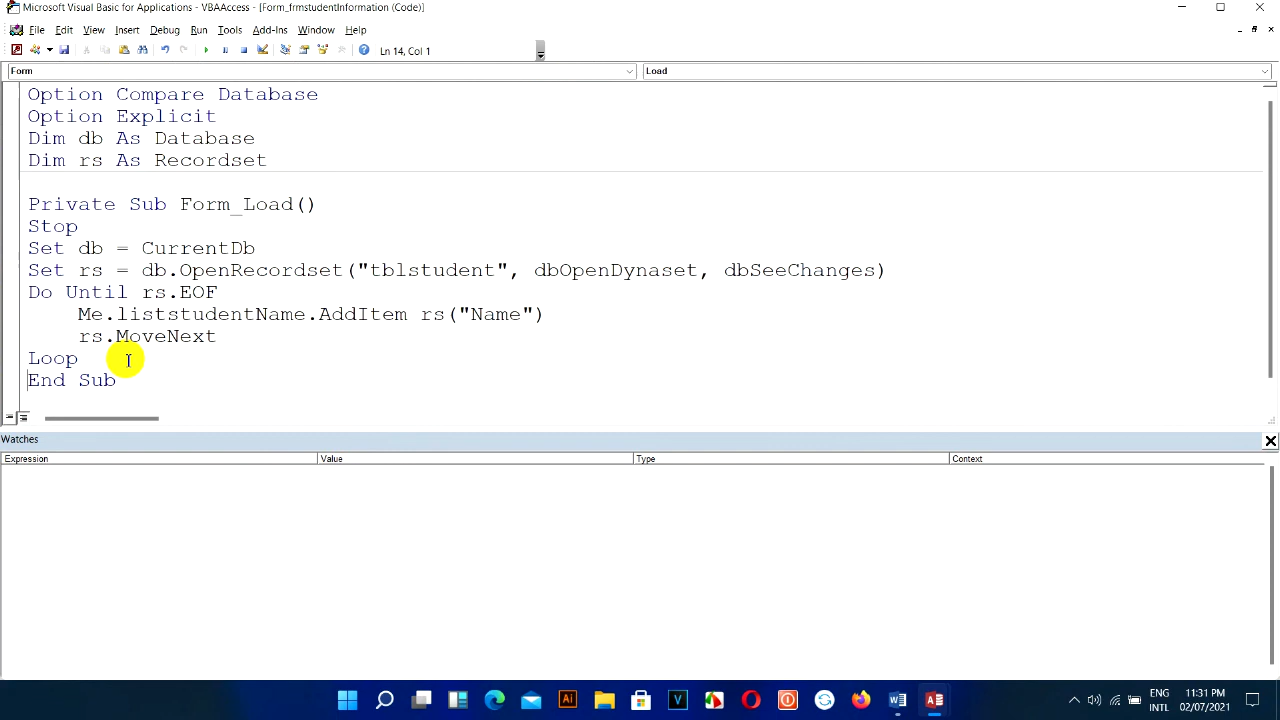 Microsoft Visual Basic for Applications - VBAAccess - [Form_frmstudentInformation (Code)]
File Edit View Insert Debug Run Tools Add-Ins Window Help
Ln 14, Col 1
Form Load
Option Compare Database
Option Explicit
Dim db As Database
Dim rs As Recordset
Private Sub Form_Load()
Stop
Set db = CurrentDb
Set rs = db.OpenRecordset("tblstudent", dbOpenDynaset, dbSeeChanges)
Do Until rs.EOF
    Me.liststudentName.AddItem rs("Name")
    rs.MoveNext
Loop
End Sub
Watches
Expression Value Type Context
Ai V W A
ENG 11:31 PM
INTL 02/07/2021